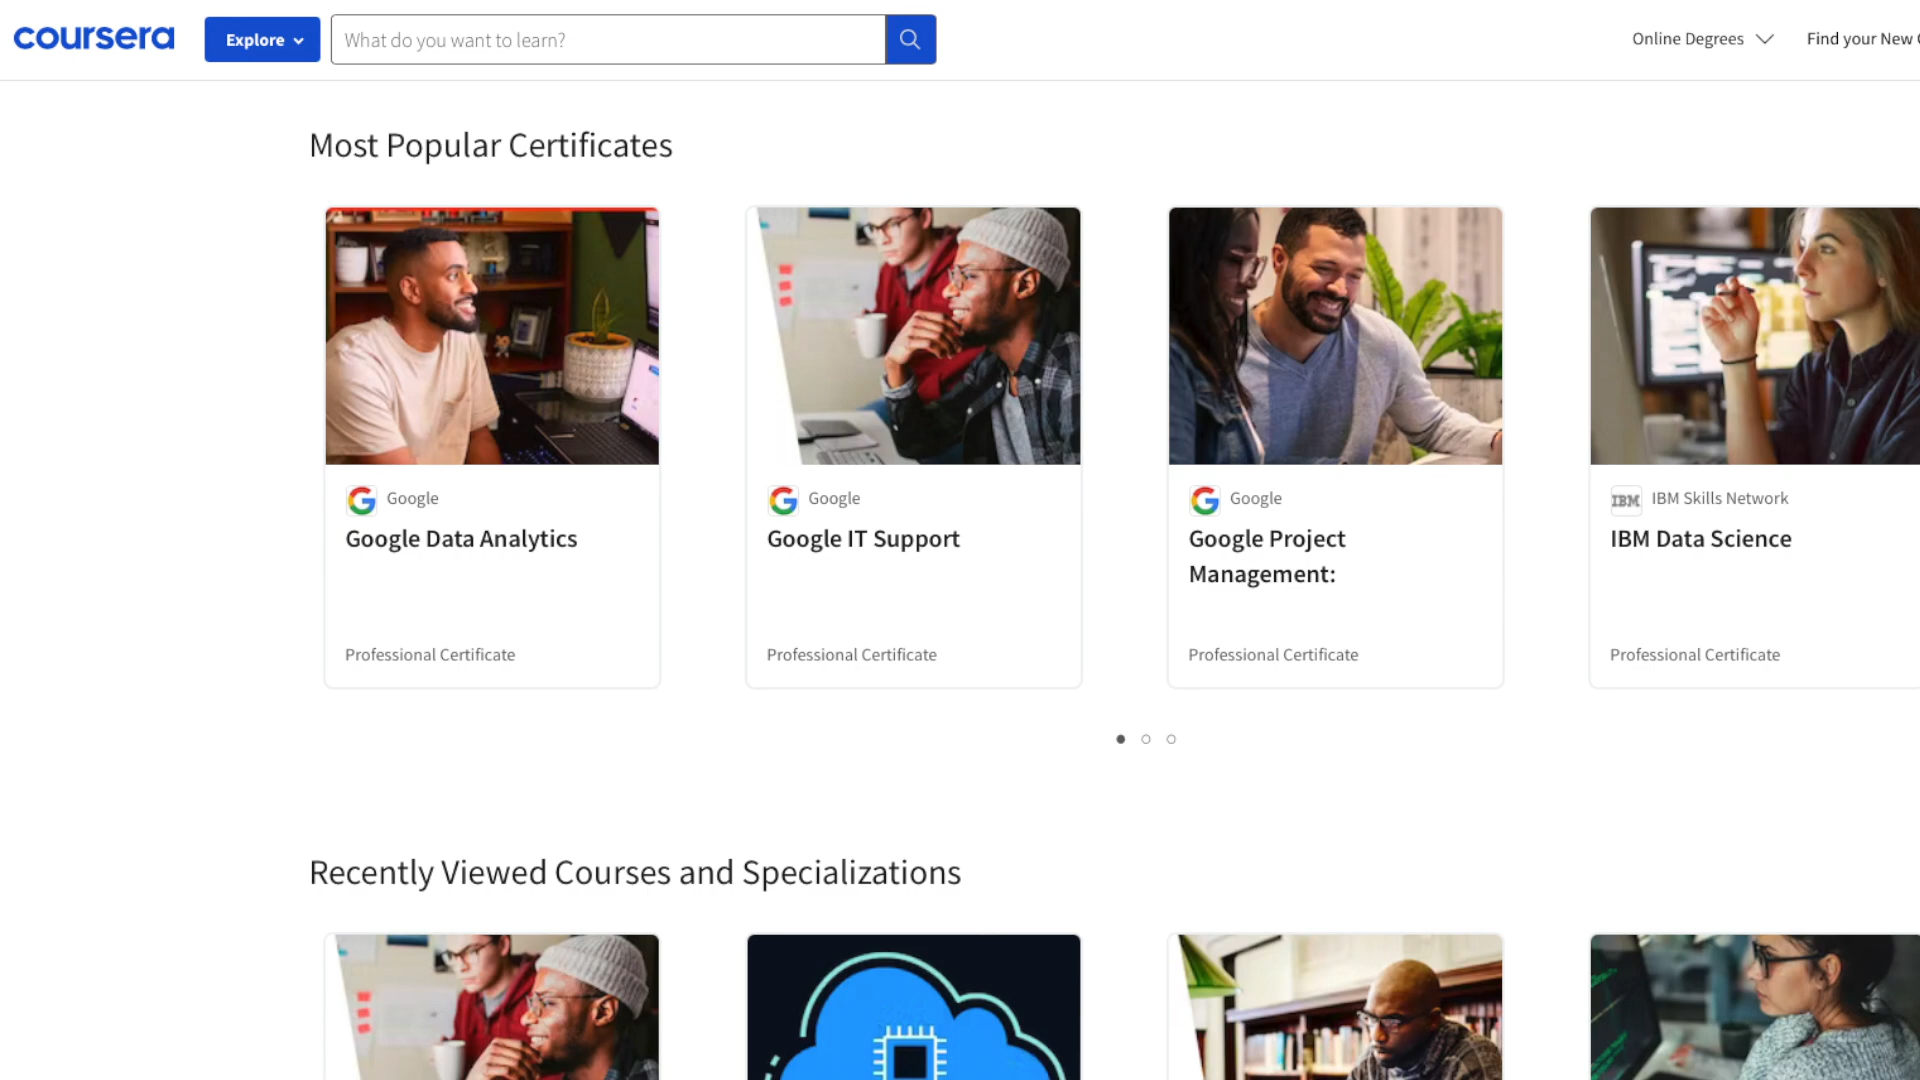 coursera
Explore
What do you want to learn?
Online Degrees
Find your New
Most Popular Certificates
Google
Google Data Analytics
Professional Certificate
Google
Google IT Support
Professional Certificate
Google
Google Project
Management:
Professional Certificate
IBM
IBM Skills Network
IBM Data Science
Professional Certificate
Recently Viewed Courses and Specializations